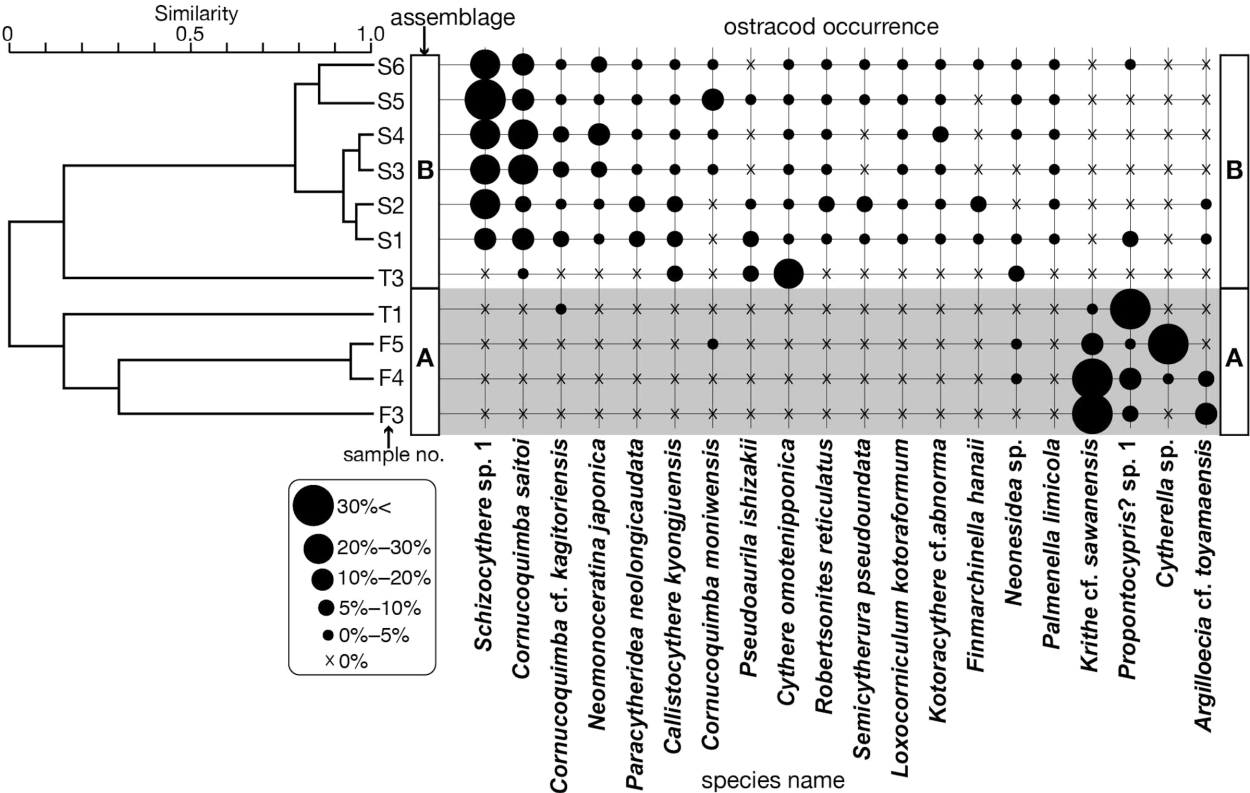 Similarity
assemblage
ostracod occurrence
0
0.5
1.0
S6
S5
S4
S3
S2
S1
T3
T1
F5
F4
F3
B
A
B
A
sample no.
30%<
20%–30%
10%–20%
5%–10%
0%–5%
× 0%
Schizocythere sp. 1
Cornucoquimba saitoi
Cornucoquimba cf. kagitoriensis
Neomonoceratina japonica
Paracytheridea neolongicaudata
Callistocythere kyongjuensis
Cornucoquimba moniwensis
Pseudoaurila ishizakii
Cythere omotenipponica
Robertsonites reticulatus
Semicytherura pseudoundata
Loxocorniculum kotoraformum
Kotoracythere cf.abnorma
Finmarchinella hanaii
Neonesidea sp.
Palmenella limicola
Krithe cf. sawanensis
Propontocypris? sp. 1
Cytherella sp.
Argilloecia cf. toyamaensis
species name